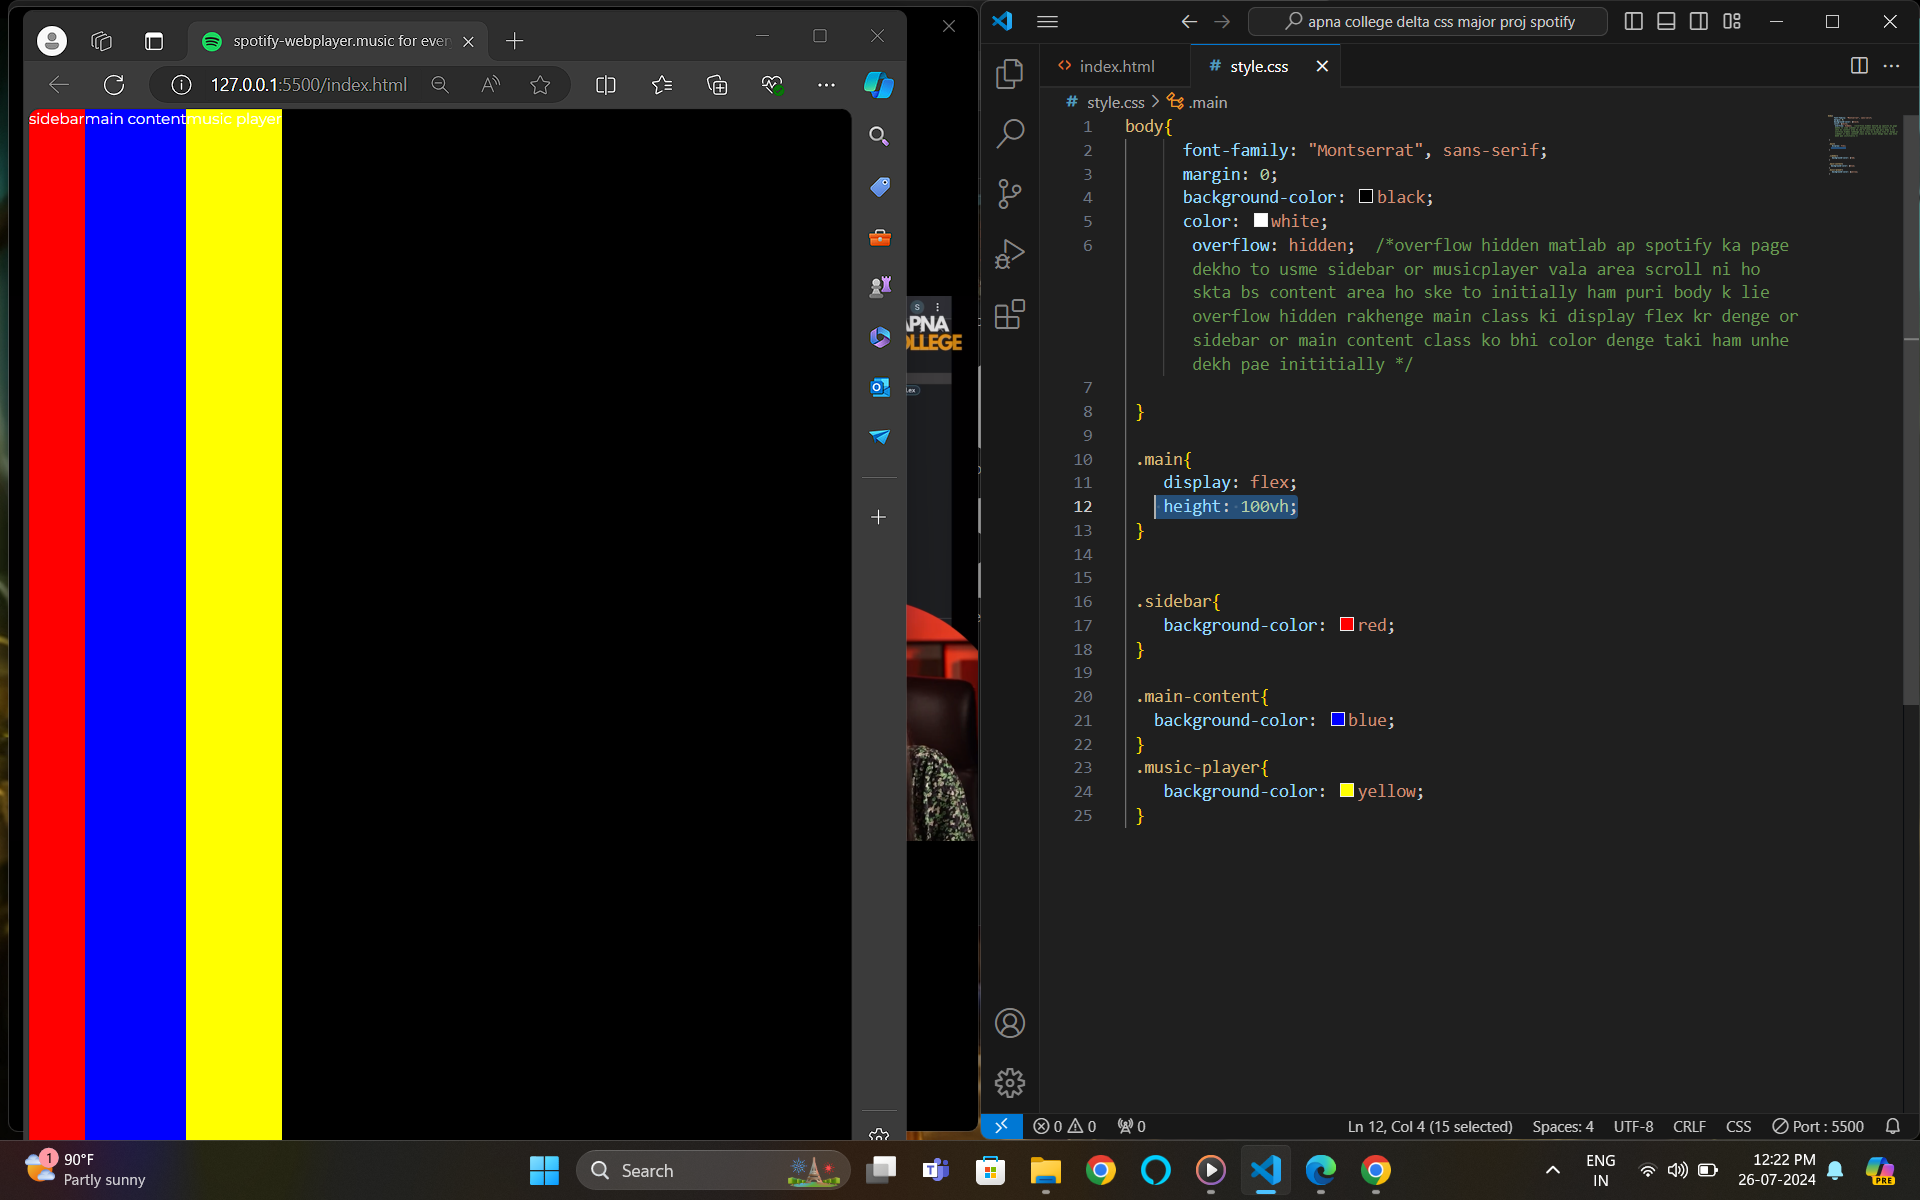 spotify-webplayer.music for ever
127.0.0.1:5500/index.html
sidebarmain contentmusic player
S
APNA
COLLEGE
apna college delta css major proj spotify
index.html
# style.css
# style.css > .main
1 body{
2 font-family: "Montserrat", sans-serif;
3 margin: 0;
4 background-color: black;
5 color: white;
6 overflow: hidden; /*overflow hidden matlab ap spotify ka page
dekho to usme sidebar or musicplayer vala area scroll ni ho
skta bs content area ho ske to initially ham puri body k lie
overflow hidden rakhenge main class ki display flex kr denge or
sidebar or main content class ko bhi color denge taki ham unhe
dekh pae inititially */
7
8 }
9
10 .main{
11 display: flex;
12 height: 100vh;
13 }
14
15
16 .sidebar{
17 background-color: red;
18 }
19
20 .main-content{
21 background-color: blue;
22 }
23 .music-player{
24 background-color: yellow;
25 }
0 0 0 Ln 12, Col 4 (15 selected) Spaces: 4 UTF-8 CRLF CSS Port : 5500
1
90°F
Partly sunny
Search
ENG
IN
12:22 PM
26-07-2024
PRE